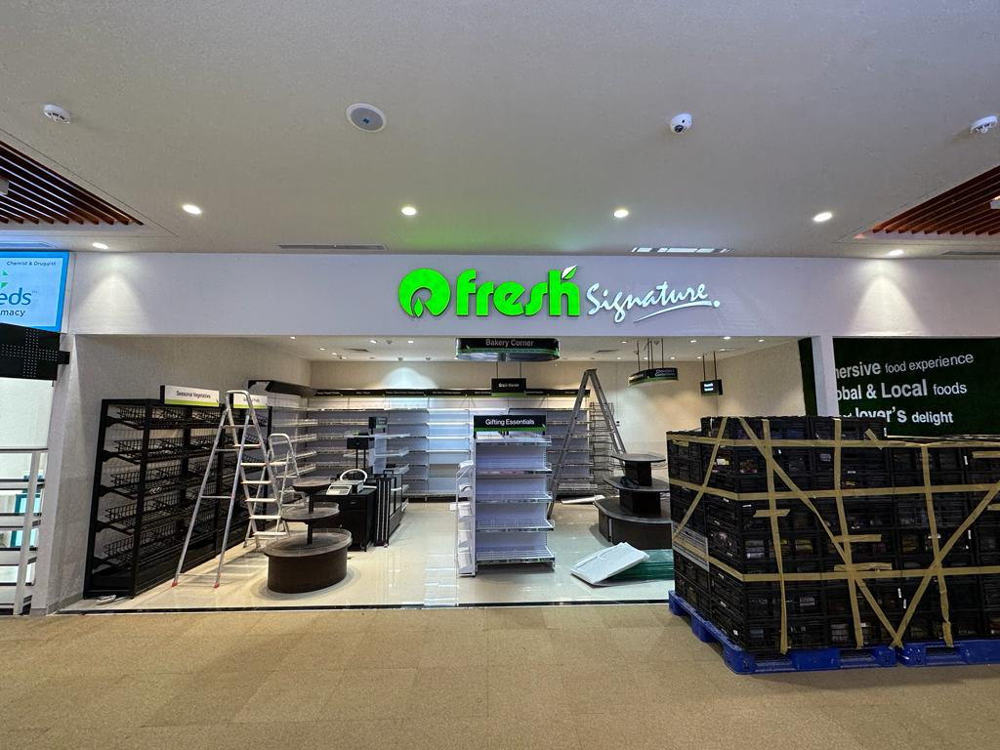 fresh Signature
Chemist & Druggist
eds
macy
Bakery Corner
Seasonal Vegetables
Gifting Essentials
mersive food experience
obal & Local foods
lover's delight